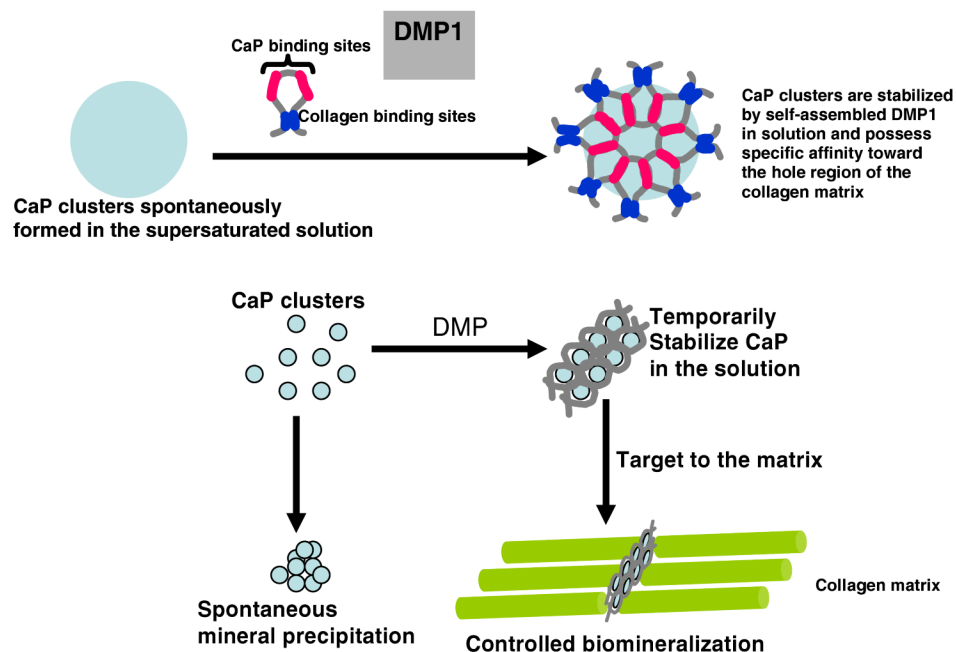 DMP1
CaP binding sites
Collagen binding sites
CaP clusters spontaneously
formed in the supersaturated solution
CaP clusters are stabilized
by self-assembled DMP1
in solution and possess
specific affinity toward
the hole region of the
collagen matrix
CaP clusters
DMP
Temporarily
Stabilize CaP
in the solution
Target to the matrix
Spontaneous
mineral precipitation
Collagen matrix
Controlled biomineralization